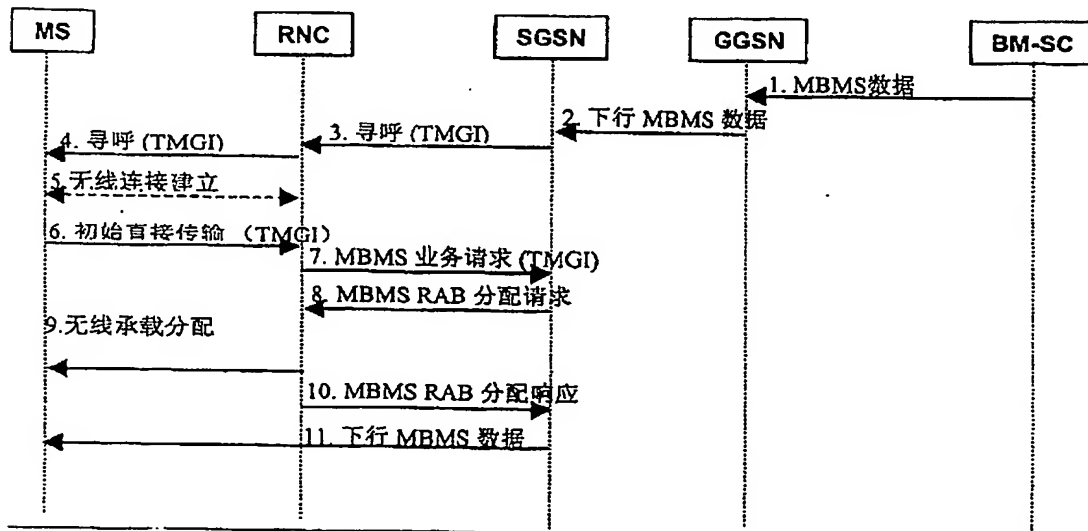 MS RNC SGSN GGSN BM-SC
1. MBMS数据
2. 下行 MBMS 数据
3. 寻呼 (TMGI)
4. 寻呼 (TMGI)
5.无线连接建立
6. 初始直接传输 （TMGI）
7. MBMS 业务请求 (TMGI)
8. MBMS RAB 分配请求
9.无线承载分配
10. MBMS RAB 分配响应
11. 下行 MBMS 数据